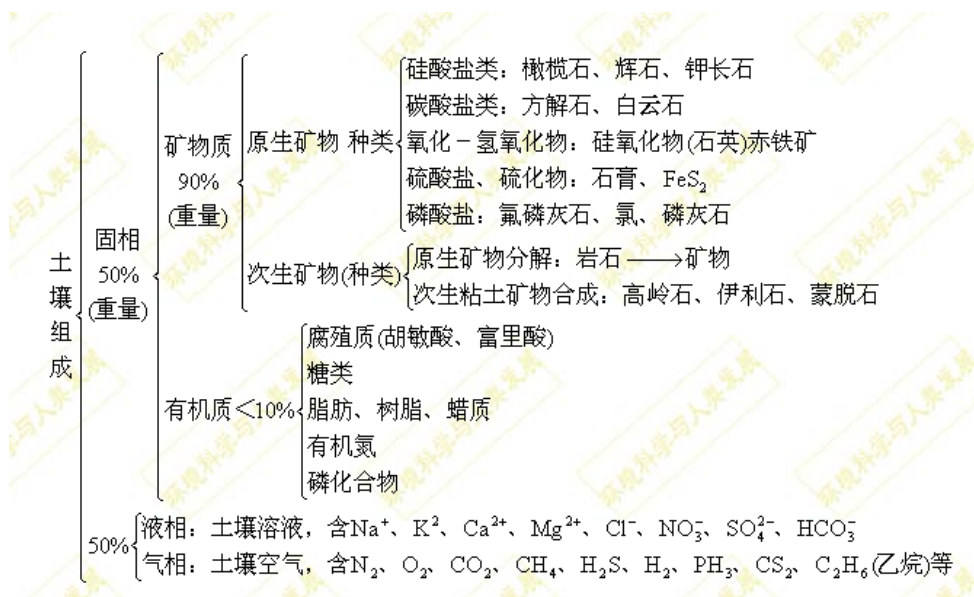 硅酸盐类：橄榄石、辉石、钾长石
碳酸盐类：方解石、白云石
矿物质
90%
(重量)
原生矿物 种类
氧化－氢氧化物：硅氧化物(石英)赤铁矿
硫酸盐、硫化物：石膏、FeS₂
磷酸盐：氟磷灰石、氯、磷灰石
固相
50%
(重量)
土壤组成
次生矿物(种类)
原生矿物分解：岩石⟶矿物
次生粘土矿物合成：高岭石、伊利石、蒙脱石
有机质＜10%
腐殖质(胡敏酸、富里酸)
糖类
脂肪、树脂、蜡质
有机氮
磷化合物
50%
液相：土壤溶液，含Na⁺、K²、Ca²⁺、Mg²⁺、Cl⁻、NO₃⁻、SO₄²⁻、HCO₃⁻
气相：土壤空气，含N₂、O₂、CO₂、CH₄、H₂S、H₂、PH₃、CS₂、C₂H₆(乙烷)等
环境科学与人类发展